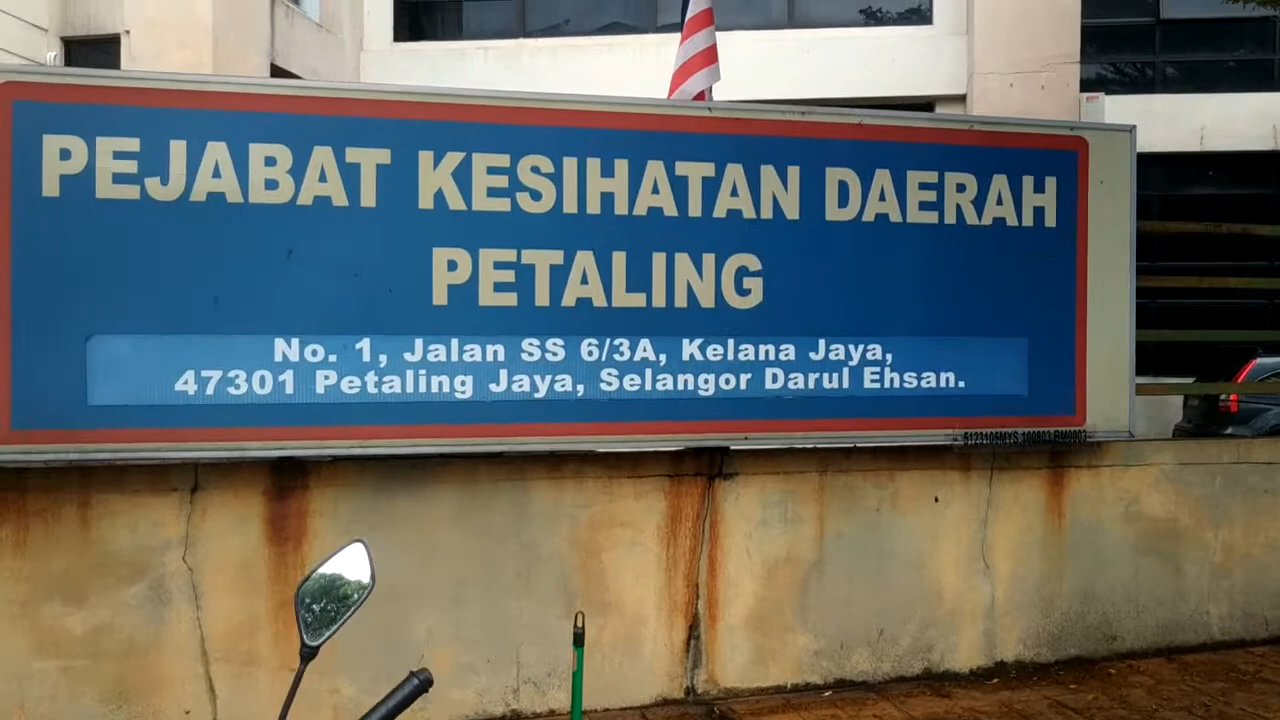 PEJABAT KESIHATAN DAERAH
PETALING
No. 1, Jalan SS 6/3A, Kelana Jaya,
47301 Petaling Jaya, Selangor Darul Ehsan.